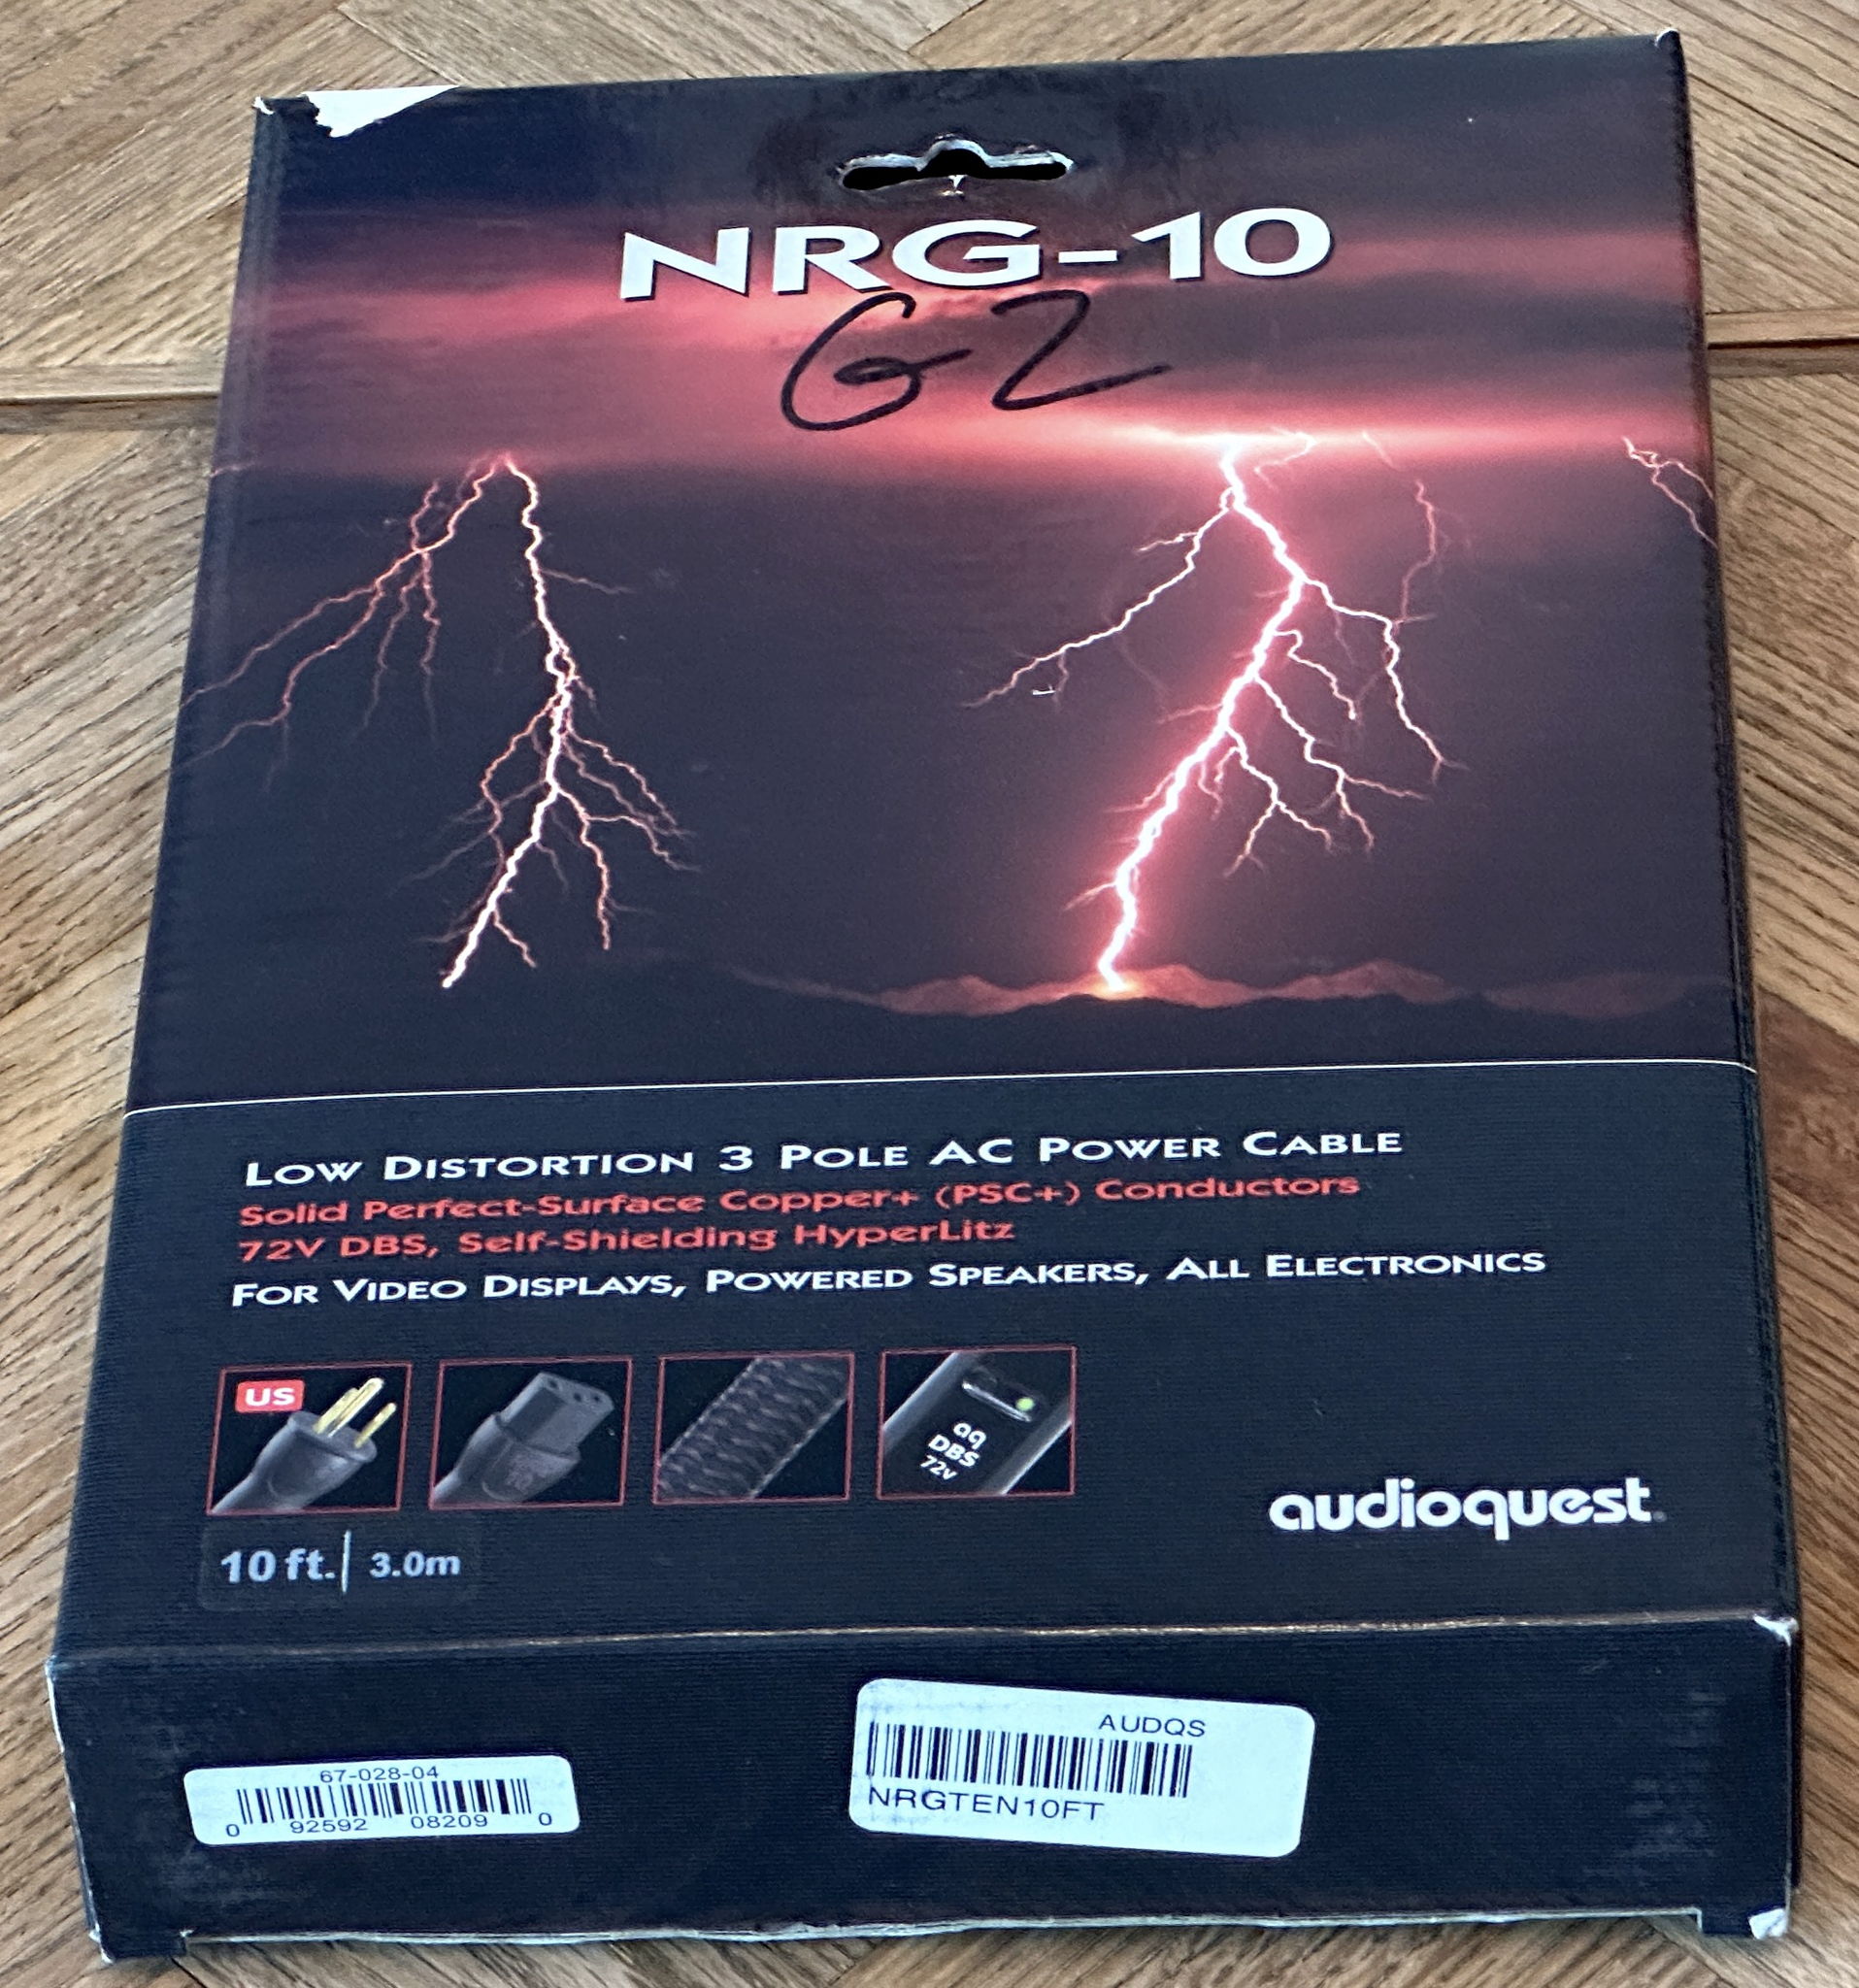 NRG-10
G2
Low Distortion 3 Pole AC Power Cable
Solid Perfect-Surface Copper+ (PSC+) Conductors
72V DBS, Self-Shielding HyperLitz
For Video Displays, Powered Speakers, All Electronics
US
aq
DBS
72v
audioquest
10 ft. | 3.0m
67-028-04
0 92592 08209 0
AUDQS
NRGTEN10FT